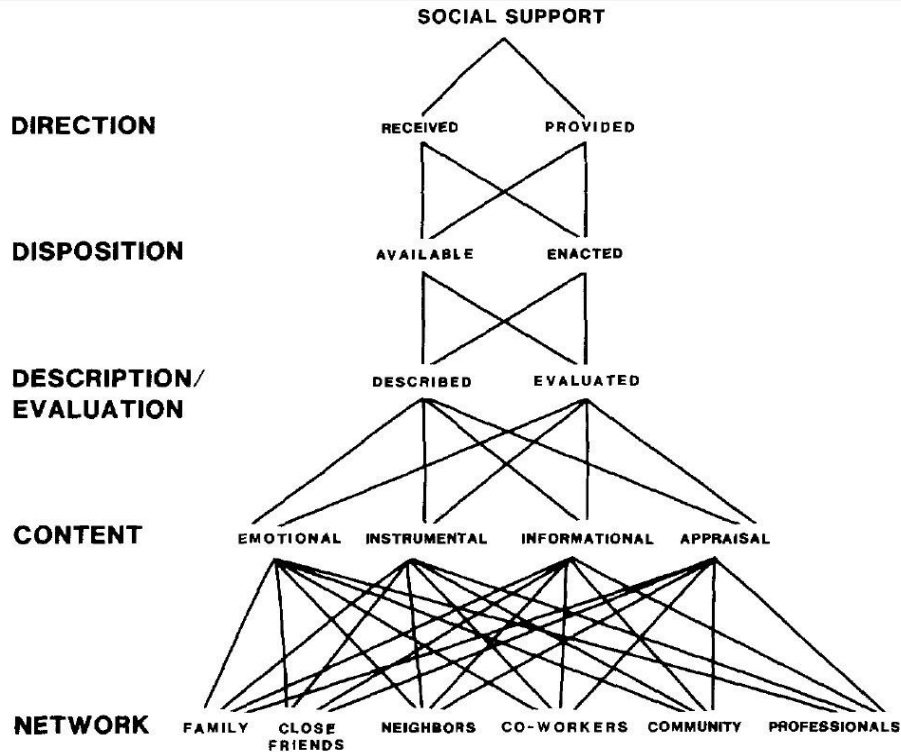 SOCIAL SUPPORT
DIRECTION RECEIVED PROVIDED
DISPOSITION AVAILABLE ENACTED
DESCRIPTION/ DESCRIBED EVALUATED
EVALUATION
CONTENT EMOTIONAL INSTRUMENTAL INFORMATIONAL APPRAISAL
NETWORK FAMILY CLOSE NEIGHBORS CO-WORKERS COMMUNITY PROFESSIONALS
FRIENDS